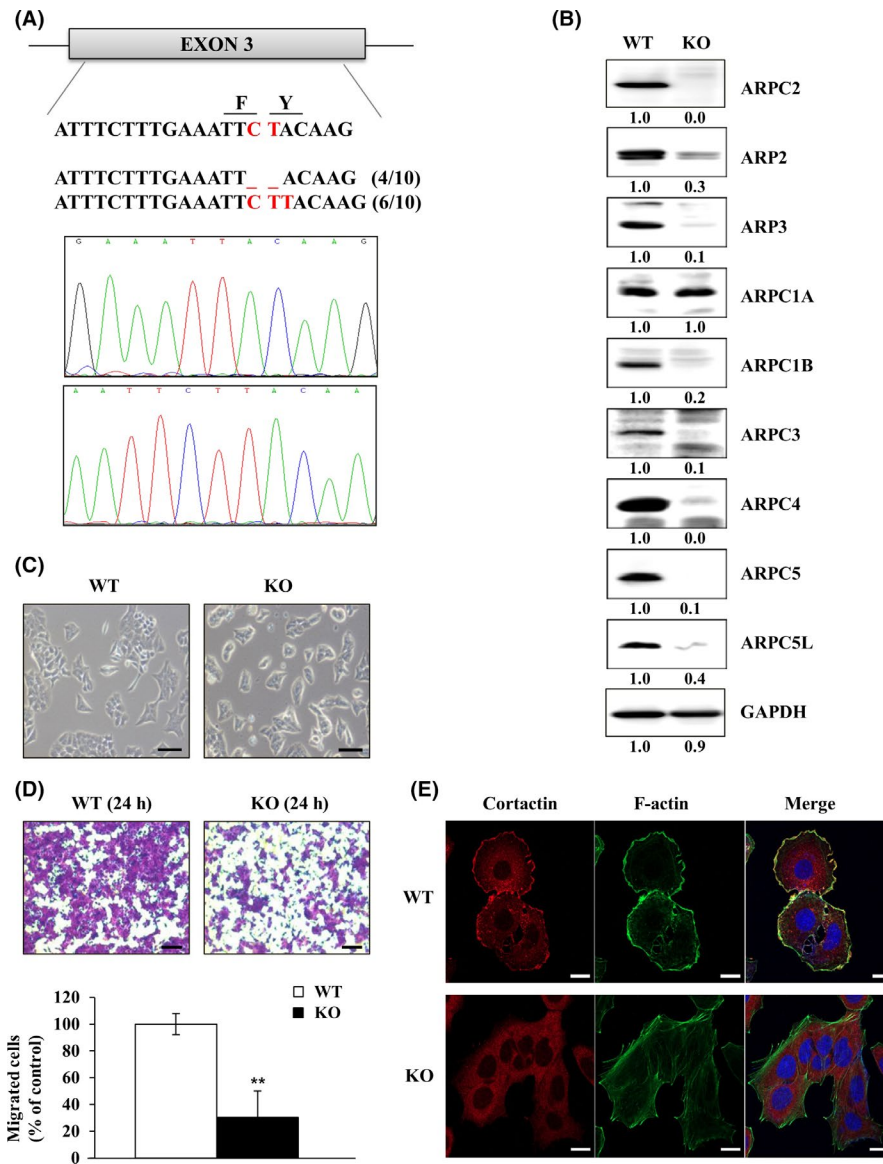 (A)
EXON 3
F Y
ATTTCTTTGAAATTC TACAAG
ATTTCTTTGAAATT_ _ACAAG (4/10)
ATTTCTTTGAAATTC TTACAAG (6/10)
G A A A T T A C A A G
A A T T C T T A C A A
(B)
WT KO
ARPC2
1.0 0.0
ARP2
1.0 0.3
ARP3
1.0 0.1
ARPC1A
1.0 1.0
ARPC1B
1.0 0.2
ARPC3
1.0 0.1
ARPC4
1.0 0.0
ARPC5
1.0 0.1
ARPC5L
1.0 0.4
GAPDH
1.0 0.9
(C)
WT KO
(D)
WT (24 h) KO (24 h)
Migrated cells
(% of control)
120
100
80
60
40
20
0
WT
KO
**
(E)
Cortactin F-actin Merge
WT
KO